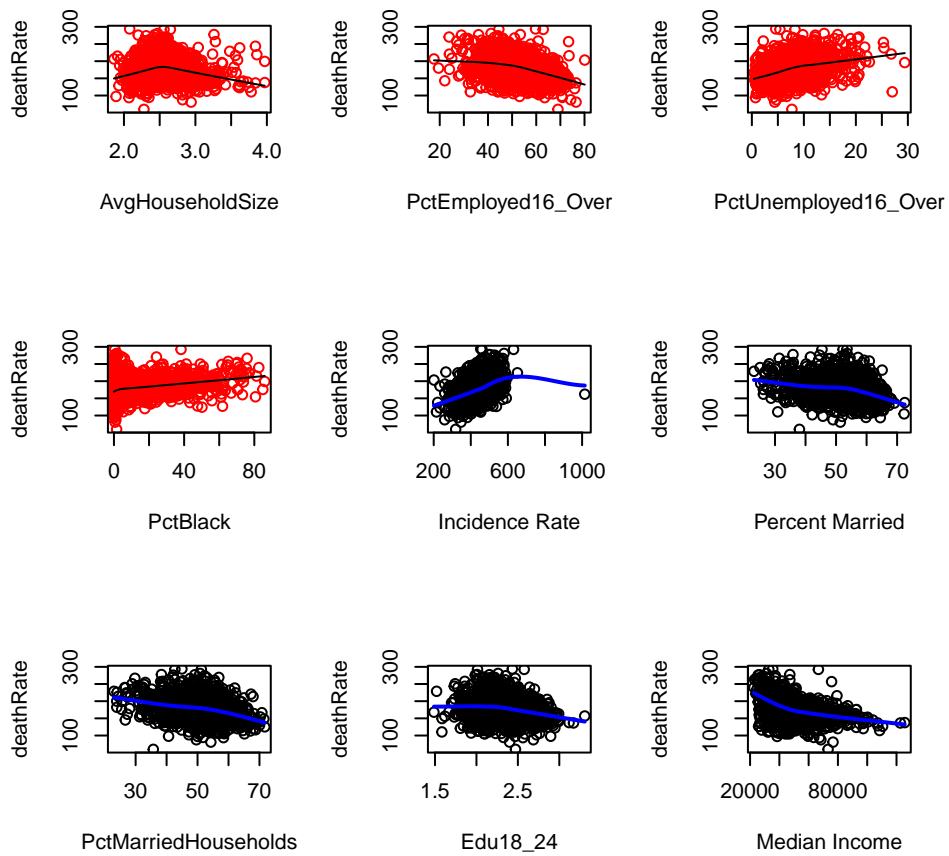 deathRate
300
100
2.0 3.0 4.0
AvgHouseholdSize
deathRate
300
100
20 40 60 80
PctEmployed16_Over
deathRate
300
100
0 10 20 30
PctUnemployed16_Over
deathRate
300
100
0 40 80
PctBlack
deathRate
300
100
200 600 1000
Incidence Rate
deathRate
300
100
30 50 70
Percent Married
deathRate
300
100
30 50 70
PctMarriedHouseholds
deathRate
300
100
1.5 2.5
Edu18_24
deathRate
300
100
20000 80000
Median Income